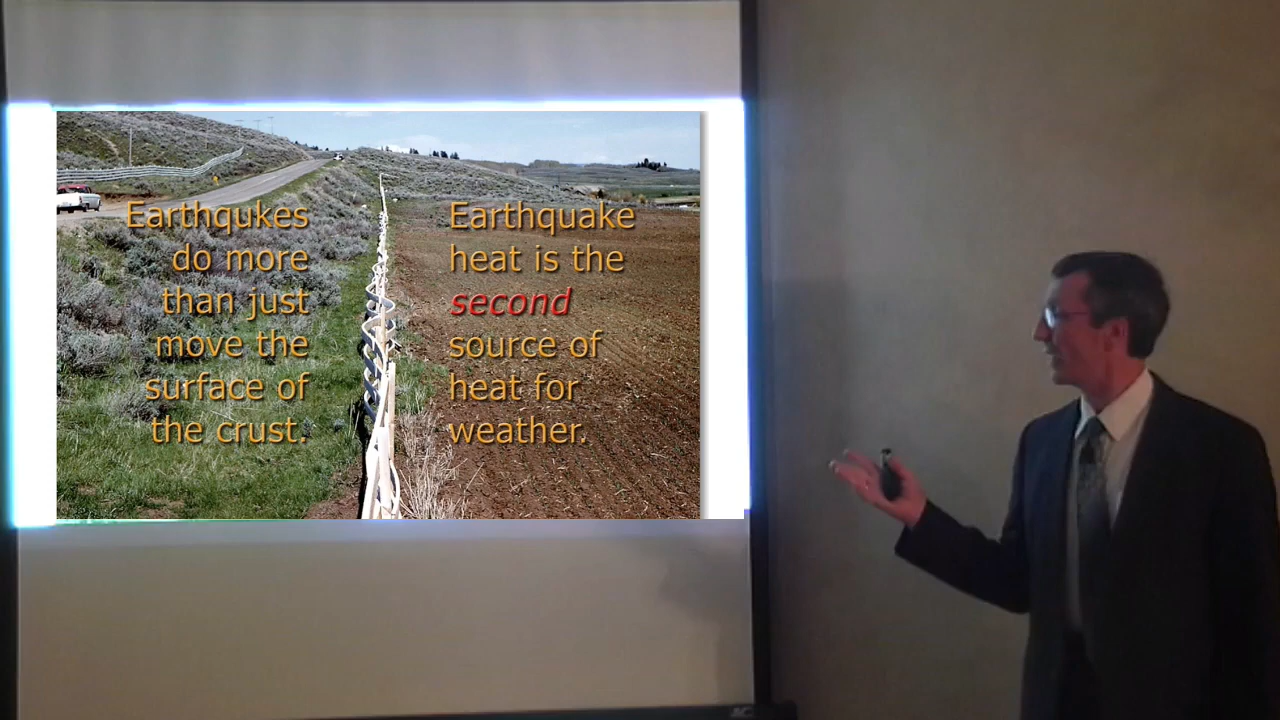 Earthqukes
do more
than just
move the
surface of
the crust.
Earthquake
heat is the
second
source of
heat for
weather.